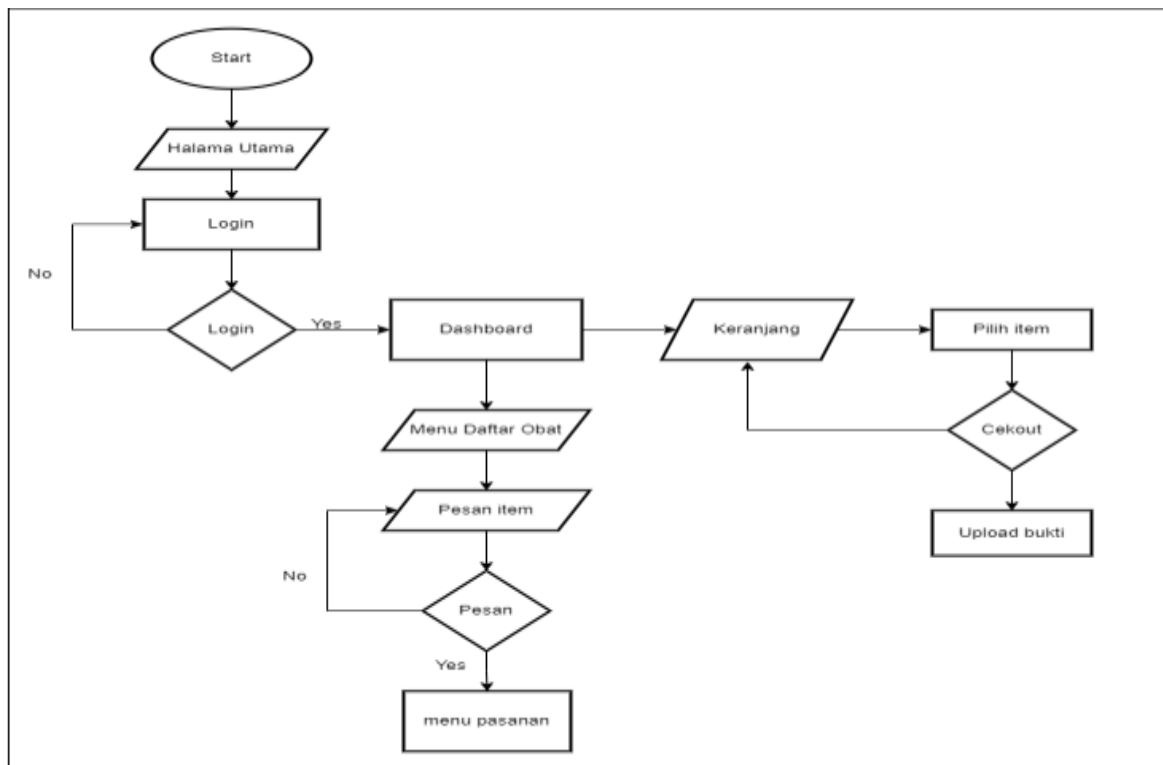 Start
Halama Utama
Login
No
Login
Yes
Dashboard
Keranjang
Pilih item
Menu Daftar Obat
Cekout
Pesan item
Upload bukti
No
Pesan
Yes
menu pasanan